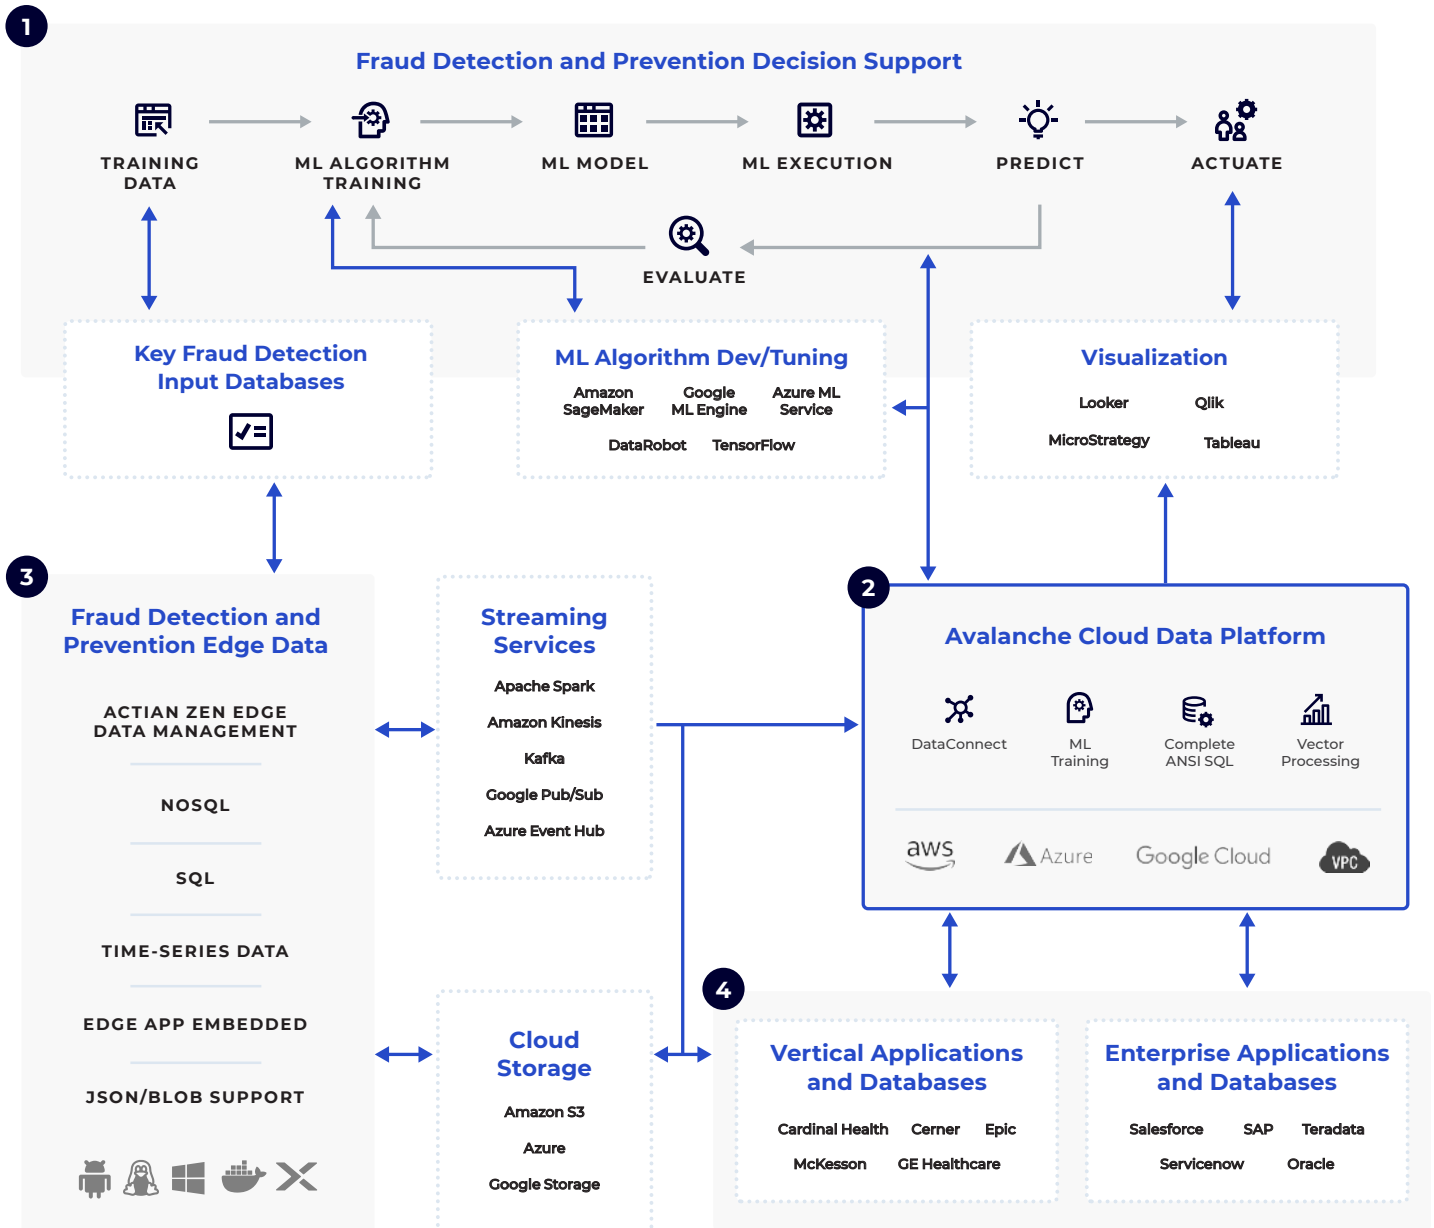 1
Fraud Detection and Prevention Decision Support
TRAINING
DATA
ML ALGORITHM
TRAINING
ML MODEL
ML EXECUTION
PREDICT
ACTUATE
EVALUATE
Key Fraud Detection
Input Databases
ML Algorithm Dev/Tuning
Amazon
SageMaker
Google
ML Engine
Azure ML
Service
DataRobot
TensorFlow
Visualization
Looker
Qlik
MicroStrategy
Tableau
3
Fraud Detection and
Prevention Edge Data
ACTIAN ZEN EDGE
DATA MANAGEMENT
NOSQL
SQL
TIME-SERIES DATA
EDGE APP EMBEDDED
JSON/BLOB SUPPORT
Streaming
Services
Apache Spark
Amazon Kinesis
Kafka
Google Pub/Sub
Azure Event Hub
Cloud
Storage
Amazon S3
Azure
Google Storage
2
Avalanche Cloud Data Platform
DataConnect
ML
Training
Complete
ANSI SQL
Vector
Processing
aws
Azure
Google Cloud
VPC
4
Vertical Applications
and Databases
Cardinal Health
Cerner
Epic
McKesson
GE Healthcare
Enterprise Applications
and Databases
Salesforce
SAP
Teradata
Servicenow
Oracle